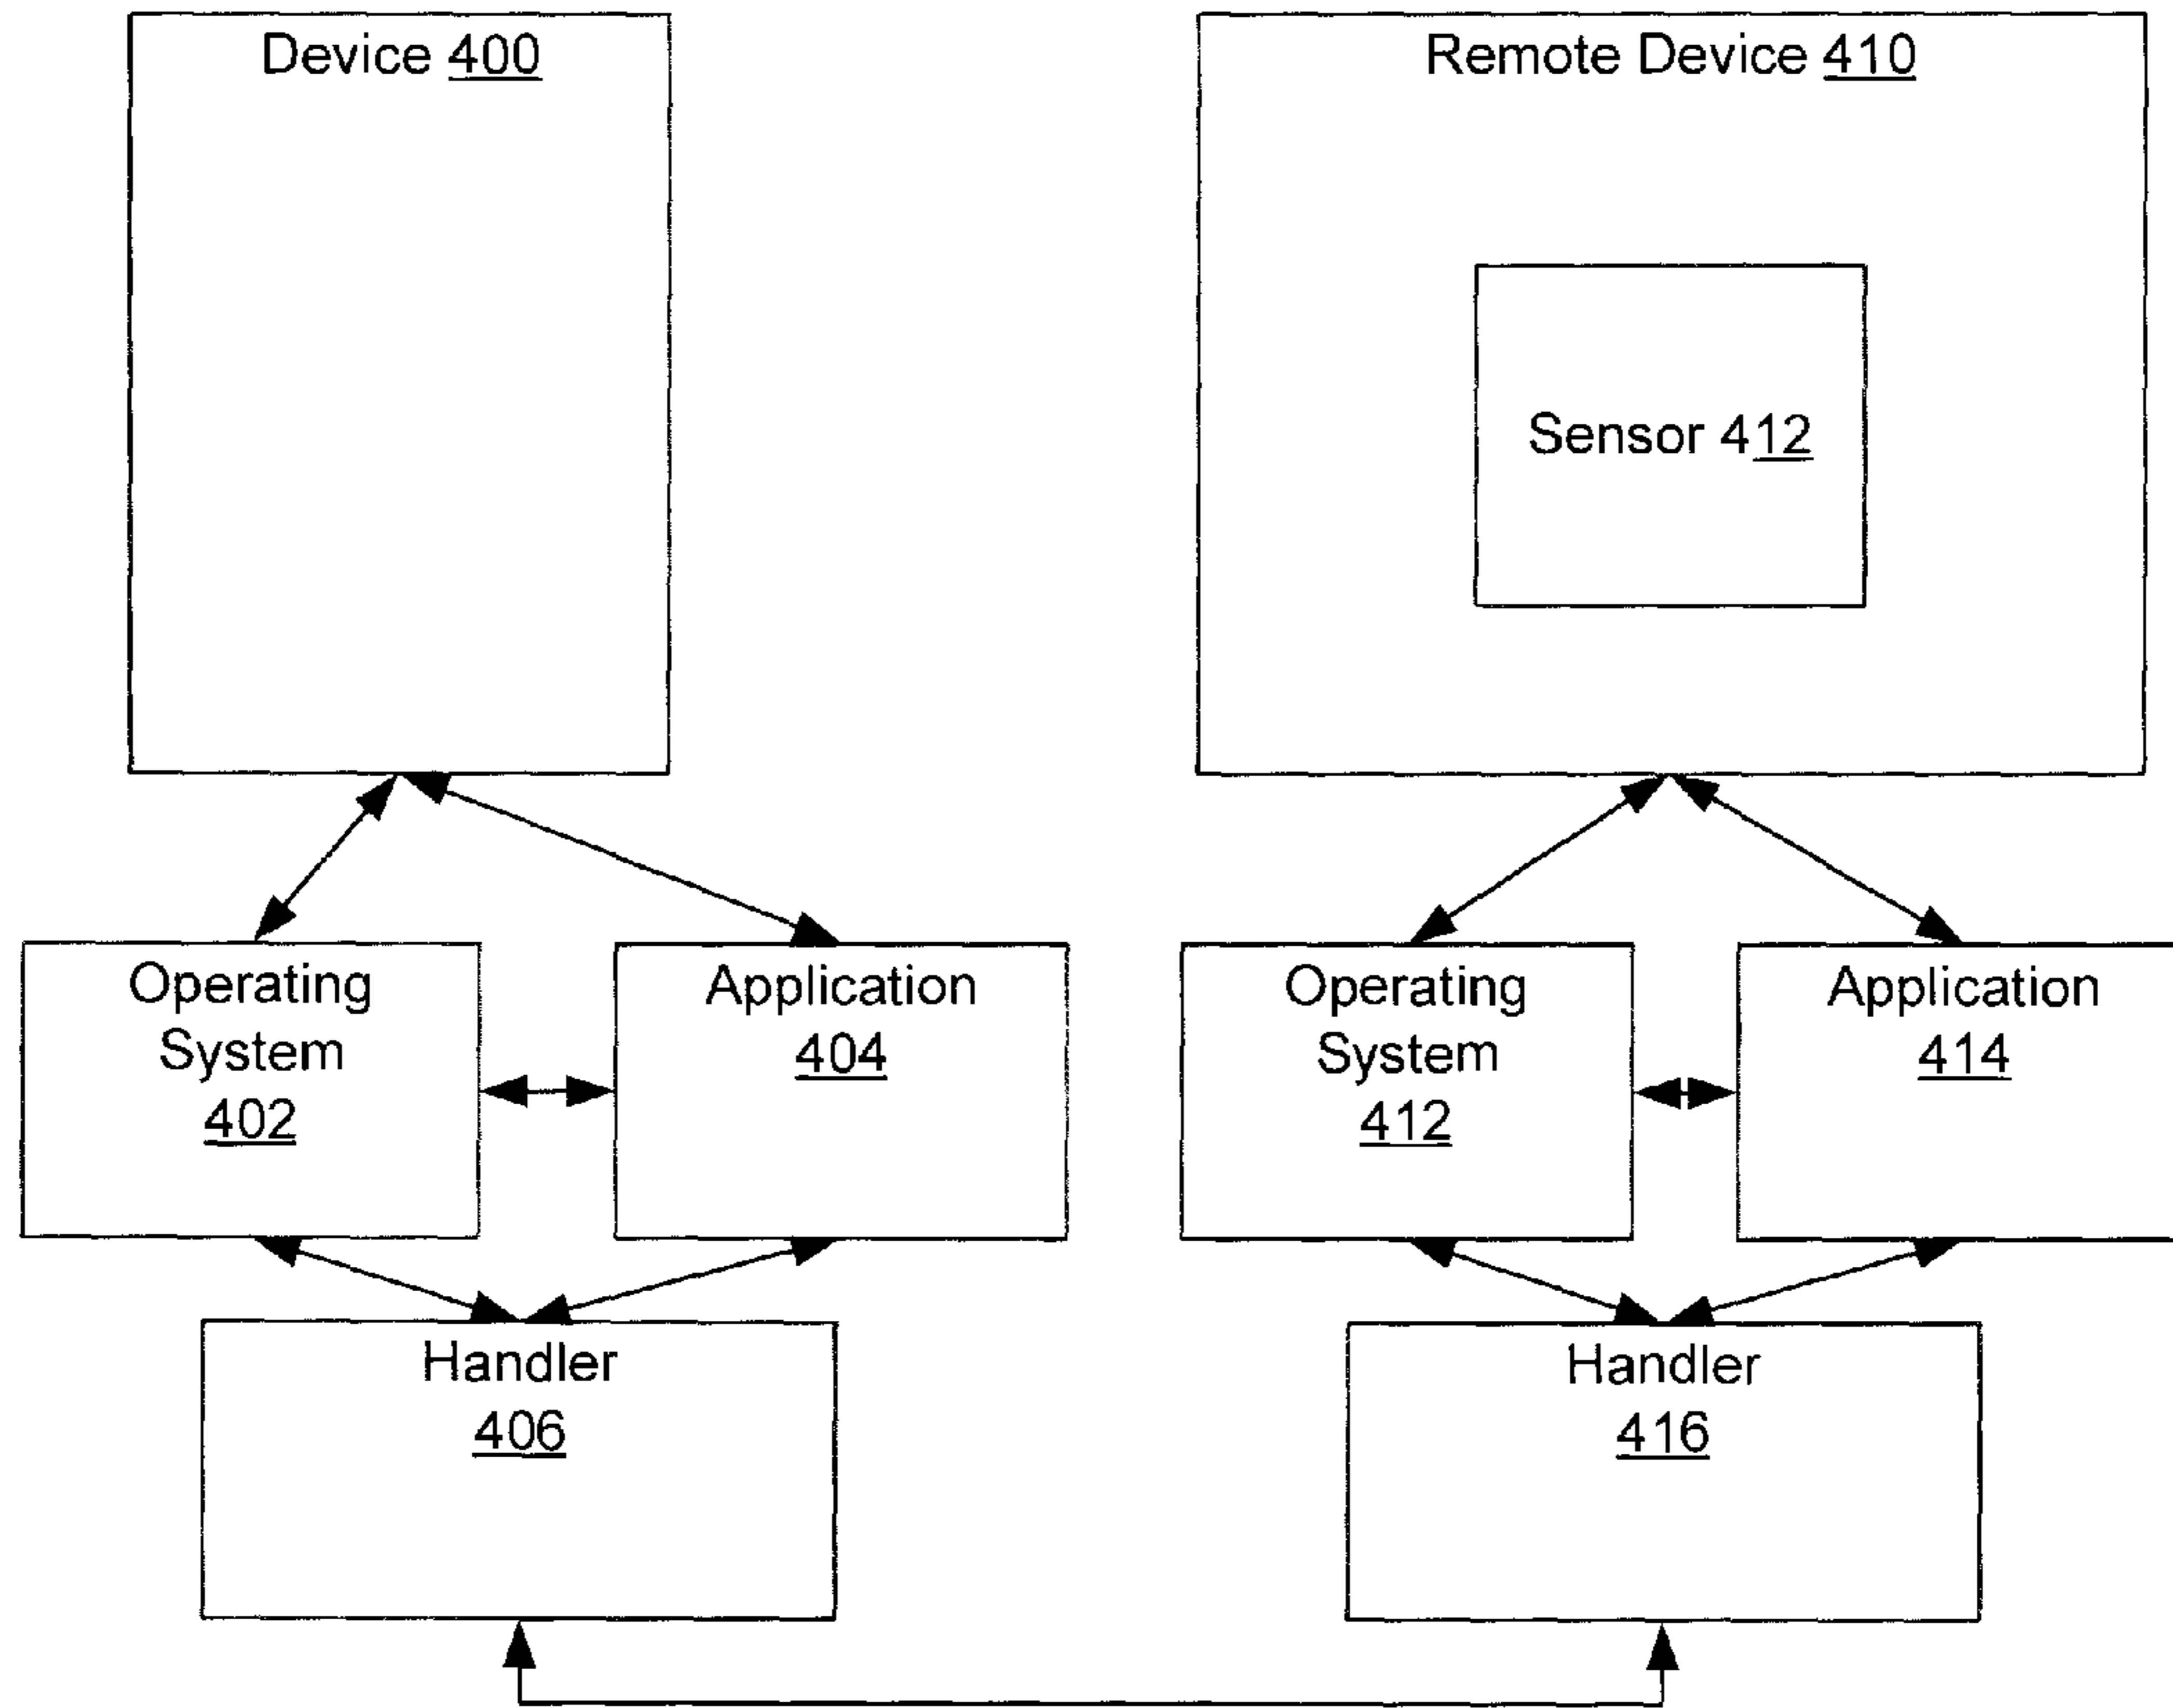 Device 400
Remote Device 410
Sensor 412
Operating
System
402
Application
404
Operating
System
412
Application
414
Handler
406
Handler
416